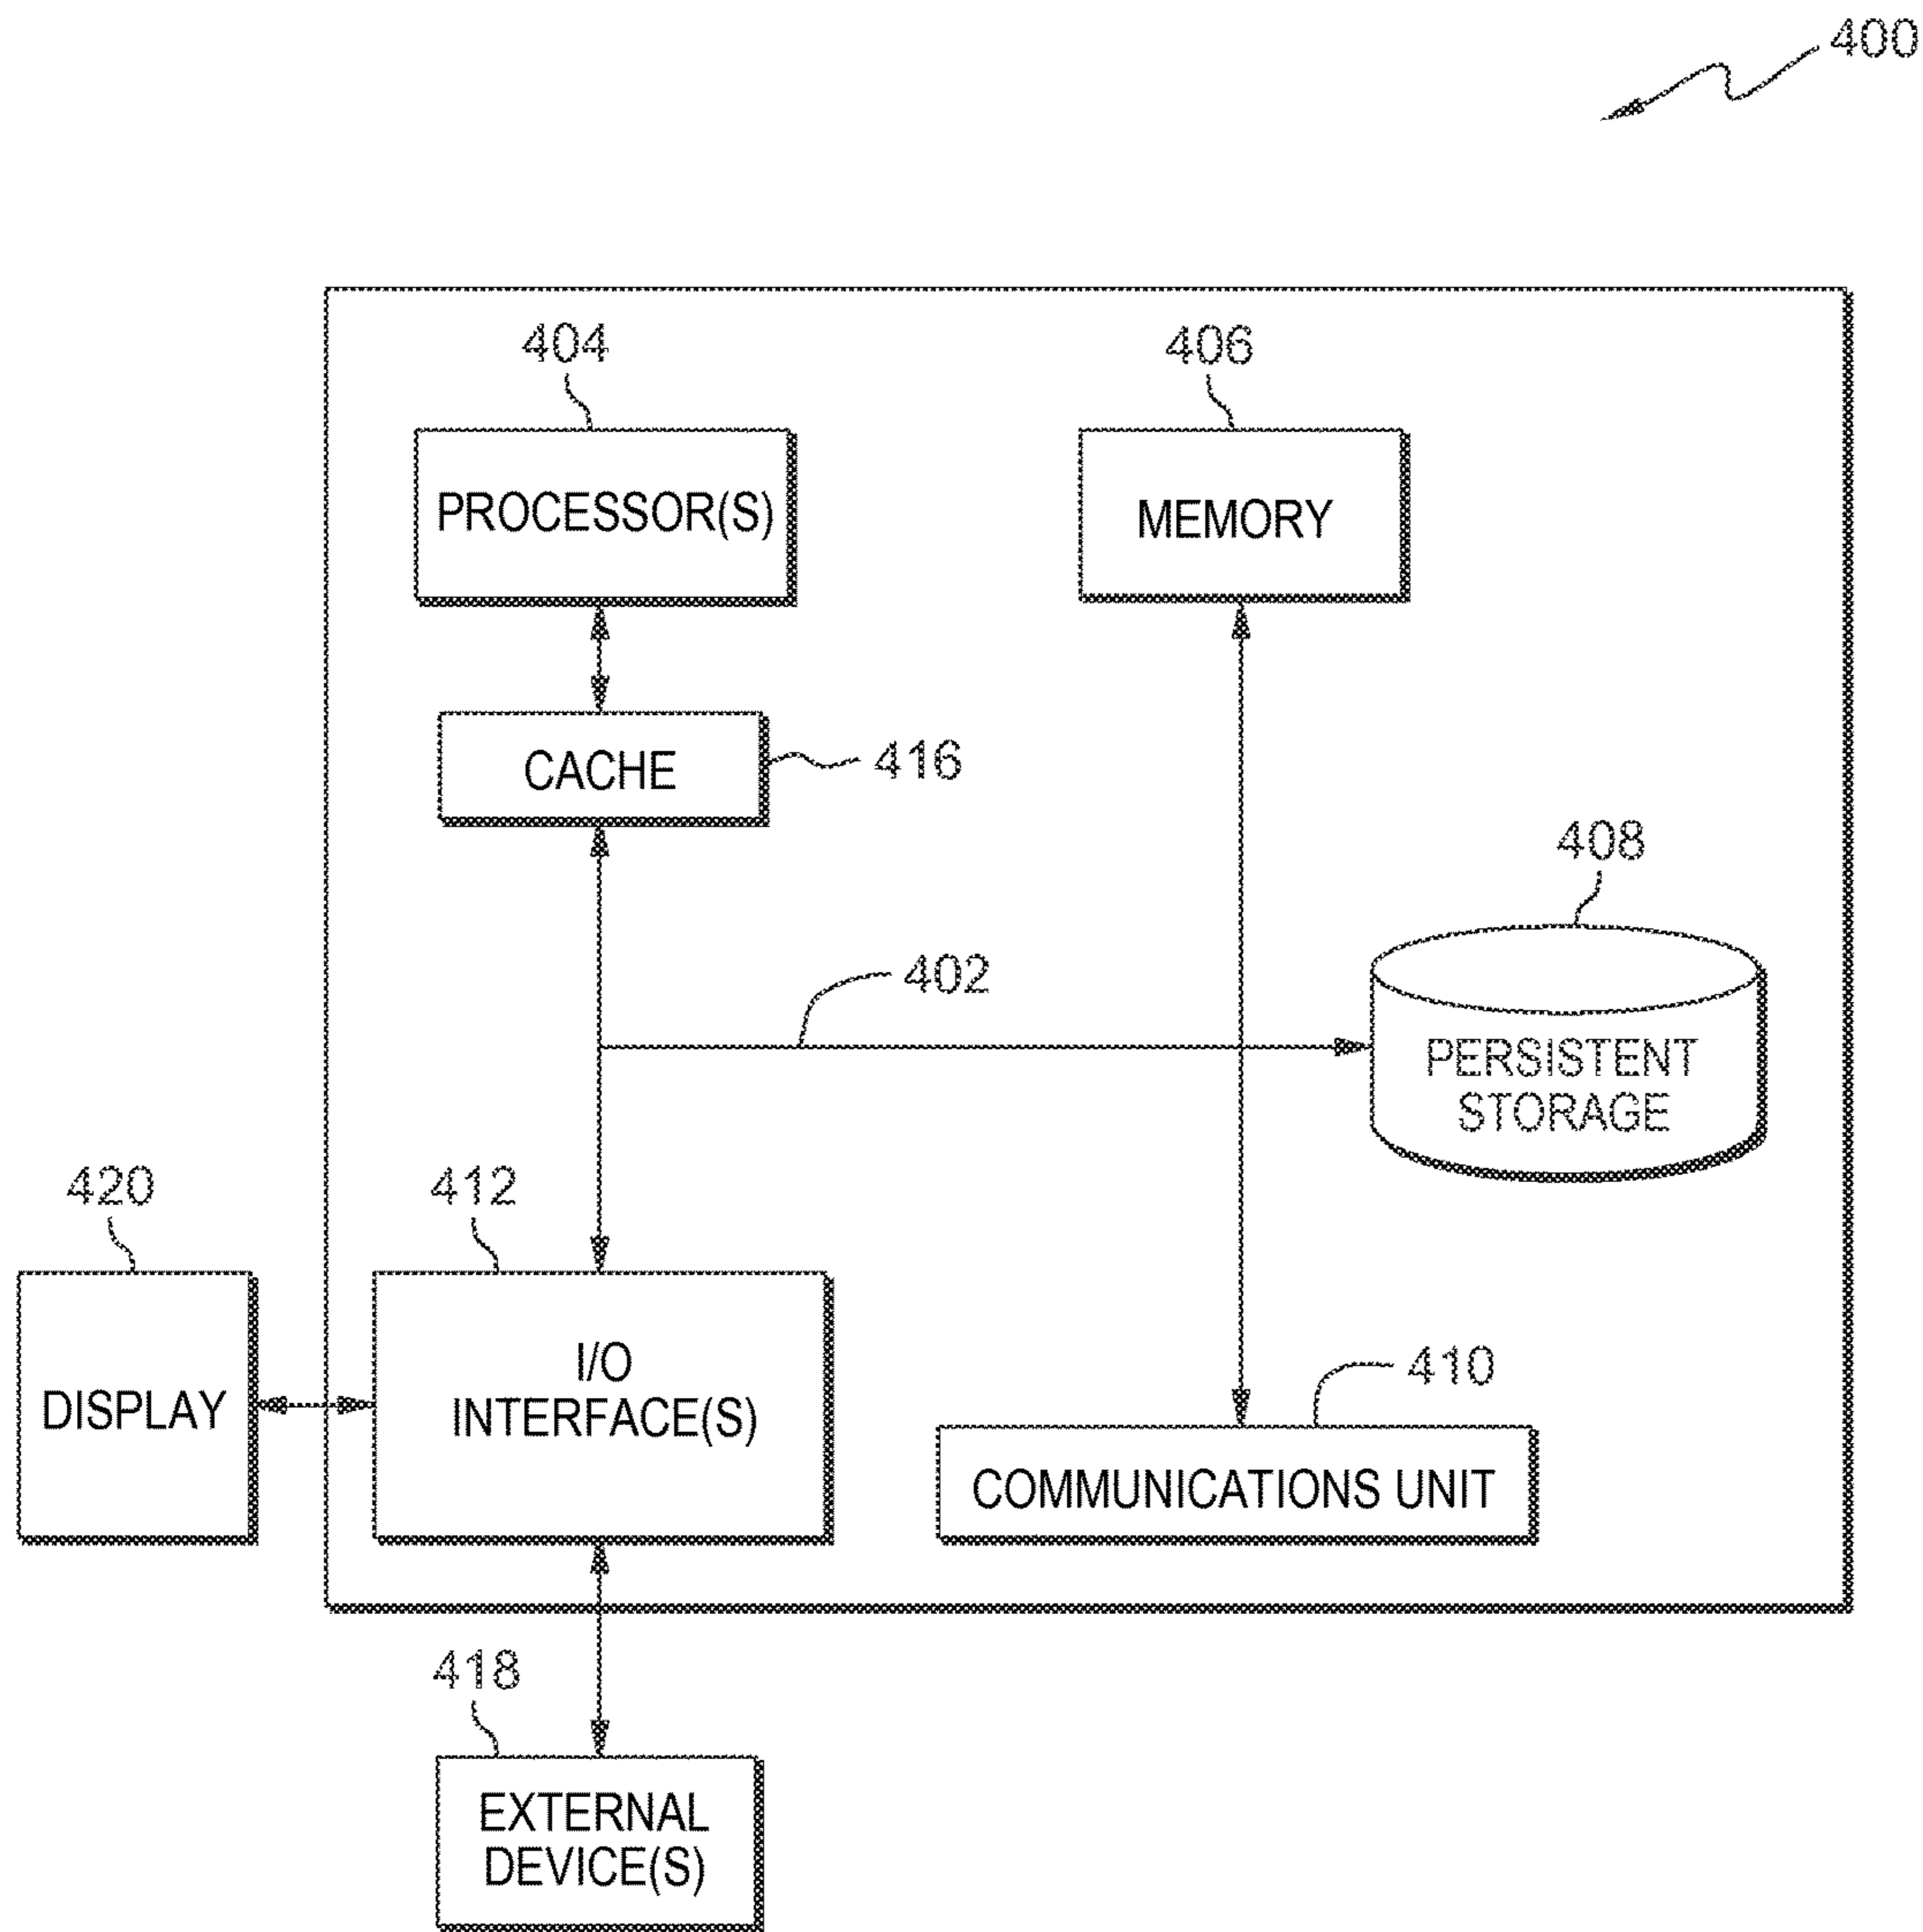 400
404
406
PROCESSOR(S)
MEMORY
CACHE
416
408
402
PERSISTENT
STORAGE
420
412
I/O
INTERFACE(S)
DISPLAY
410
COMMUNICATIONS UNIT
418
EXTERNAL
DEVICE(S)